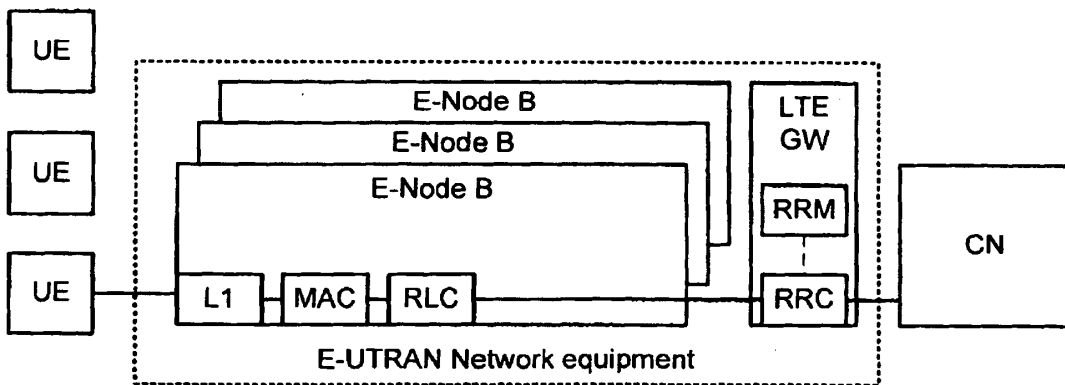 UE
UE
UE
E-Node B
E-Node B
E-Node B
L1
MAC
RLC
LTE
GW
RRM
RRC
CN
E-UTRAN Network equipment